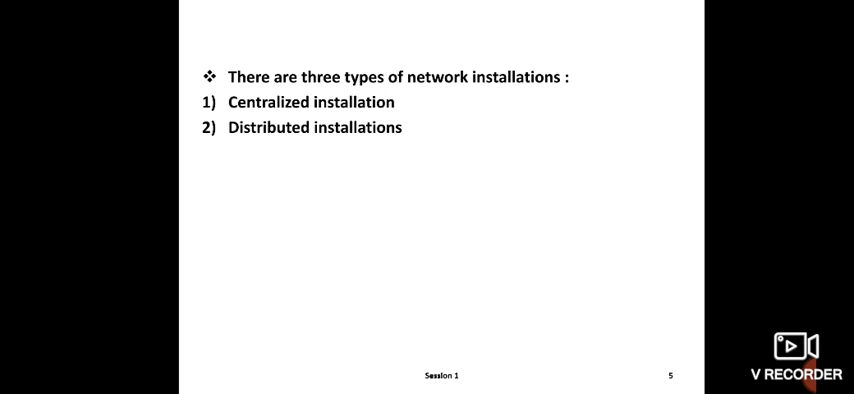 ❖ There are three types of network installations :
1) Centralized installation
2) Distributed installations
Session 1
5
V RECORDER